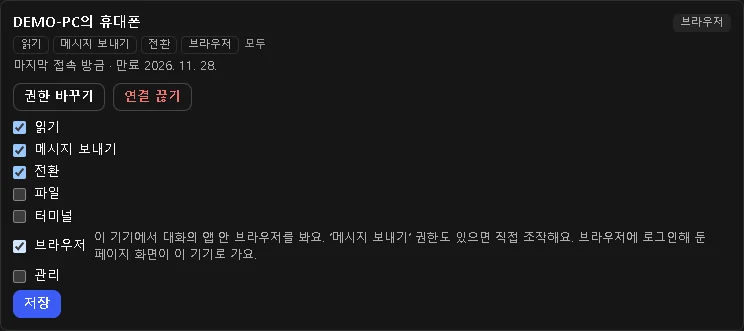 DEMO-PC의 휴대폰 브라우저
읽기 메시지 보내기 전환 브라우저 모두
마지막 접속 방금 · 만료 2026. 11. 28.
권한 바꾸기 연결 끊기
읽기
메시지 보내기
전환
파일
터미널
브라우저 이 기기에서 대화의 앱 안 브라우저를 봐요. ‘메시지 보내기’ 권한도 있으면 직접 조작해요. 브라우저에 로그인해 둔
페이지 화면이 이 기기로 가요.
관리
저장